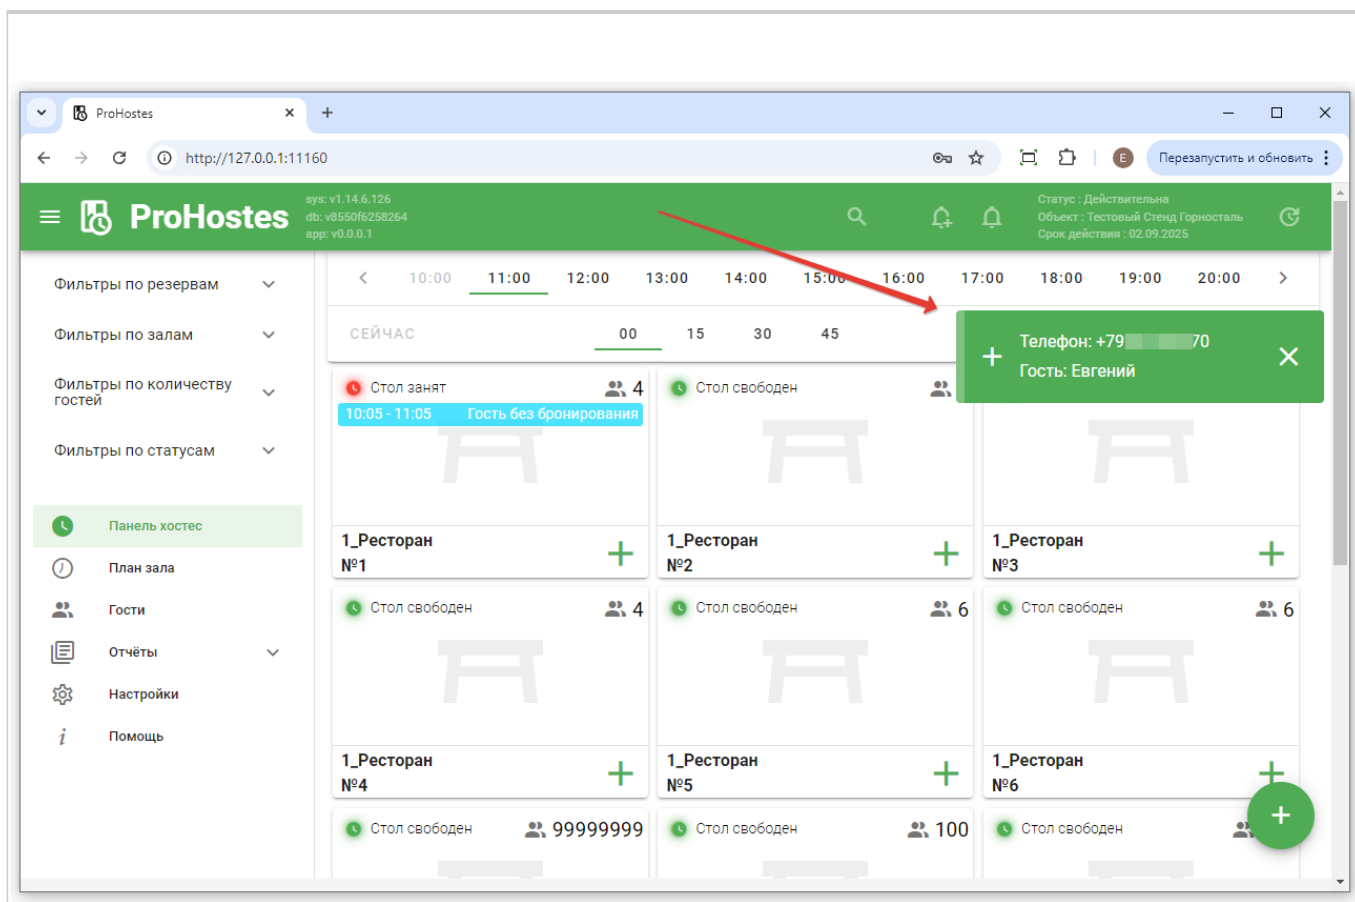 ProHostes
http://127.0.0.1:11160
E
Перезапустить и обновить
ProHostes
sys: v1.14.6.126
db: v8550f6258264
app: v0.0.0.1
Статус : Действительна
Объект : Тестовый Стенд Горносталь
Срок действия : 02.09.2025
Фильтры по резервам
Фильтры по залам
Фильтры по количеству
гостей
Фильтры по статусам
Панель хостес
План зала
Гости
Отчёты
Настройки
Помощь
10:00 11:00 12:00 13:00 14:00 15:00 16:00 17:00 18:00 19:00 20:00
СЕЙЧАС 00 15 30 45
Телефон: +79 70
Гость: Евгений
Стол занят 4
10:05 - 11:05 Гость без бронирования
1_Ресторан
№1
Стол свободен
1_Ресторан
№2
1_Ресторан
№3
Стол свободен 4
1_Ресторан
№4
Стол свободен 6
1_Ресторан
№5
Стол свободен 6
1_Ресторан
№6
Стол свободен 99999999
Стол свободен 100
Стол свободен